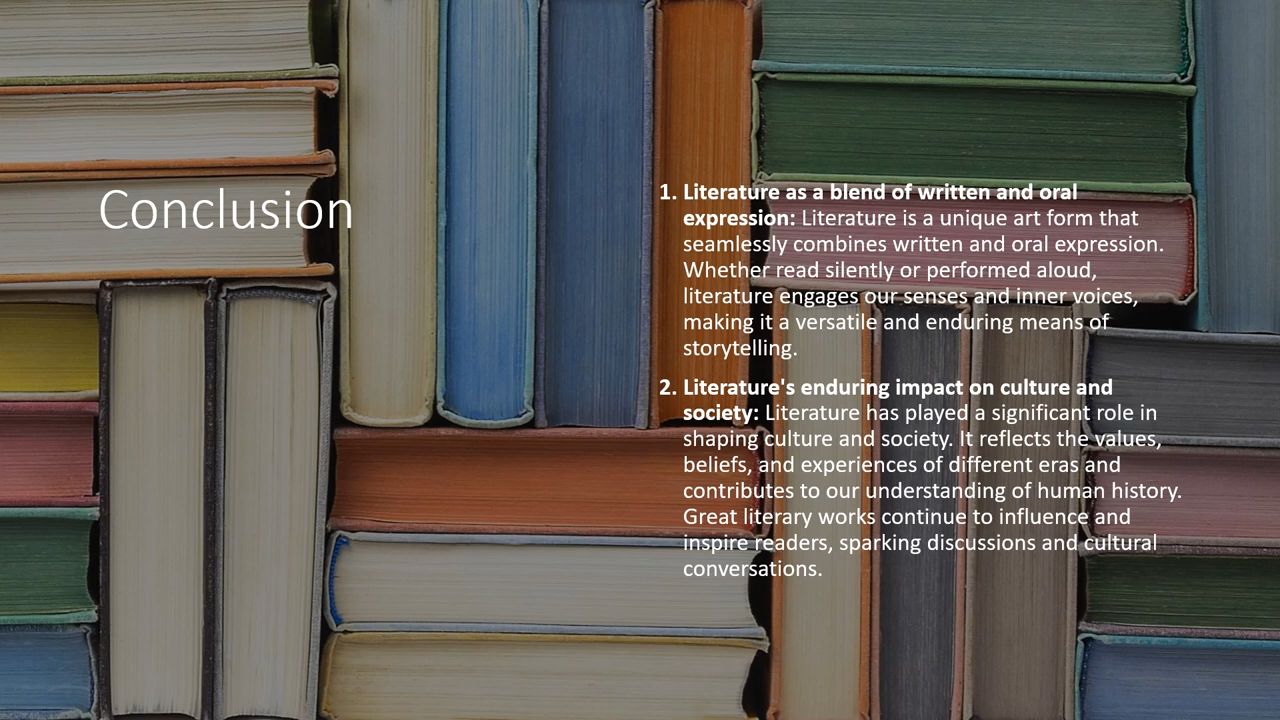 Conclusion
1. Literature as a blend of written and oral
expression: Literature is a unique art form that
seamlessly combines written and oral expression.
Whether read silently or performed aloud,
literature engages our senses and inner voices,
making it a versatile and enduring means of
storytelling.
2. Literature's enduring impact on culture and
society: Literature has played a significant role in
shaping culture and society. It reflects the values,
beliefs, and experiences of different eras and
contributes to our understanding of human history.
Great literary works continue to influence and
inspire readers, sparking discussions and cultural
conversations.